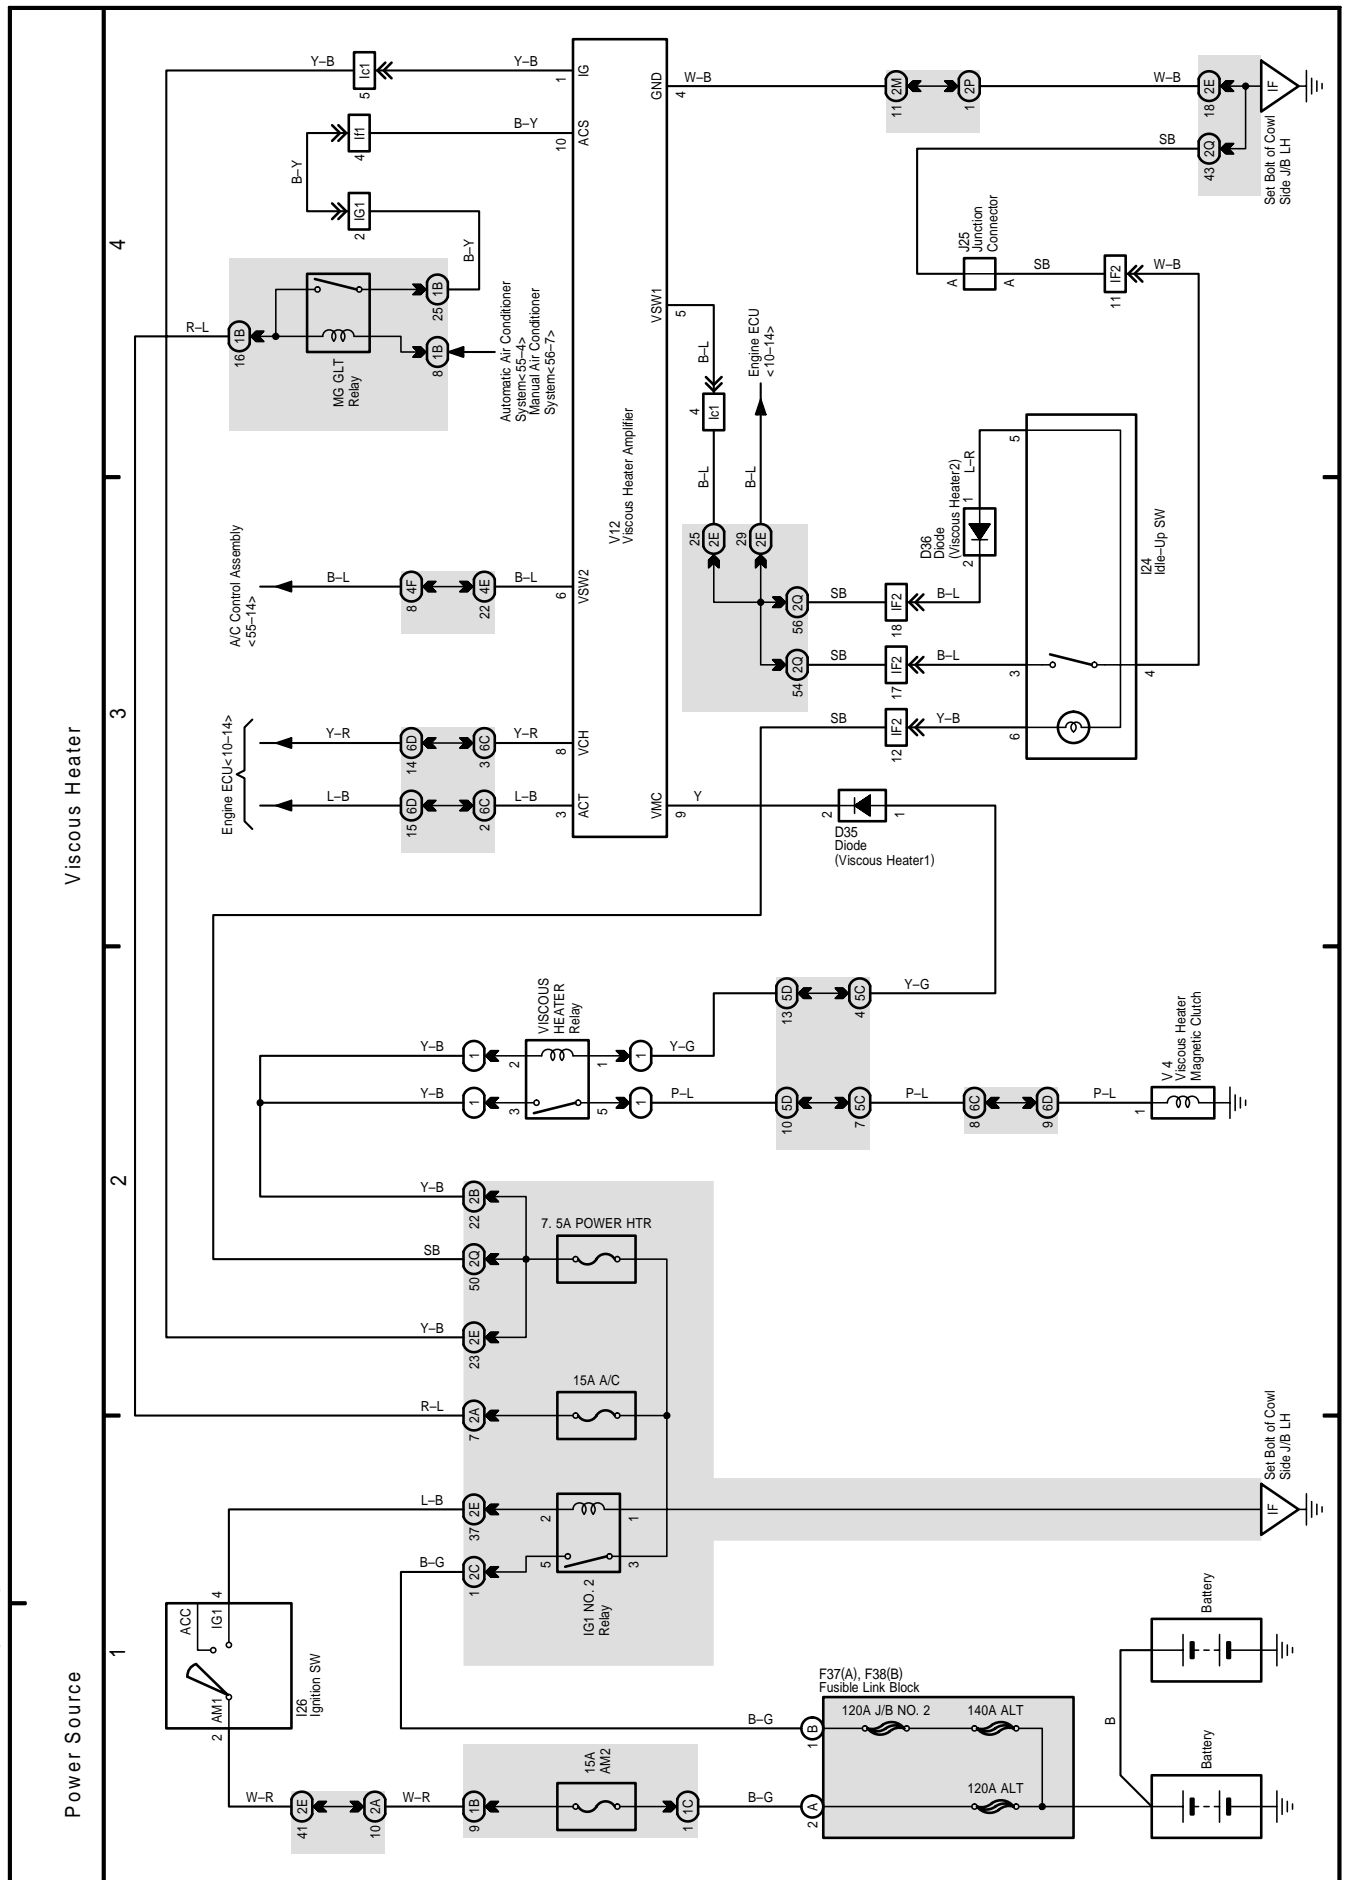 Power Source
Viscous Heater
1
2
3
4
W–R
41
2E
10
2A
W–R
9
1B
15A
AM2
1
1C
B–G
2
A
F37(A), F38(B)
Fusible Link Block
120A J/B NO. 2
140A ALT
120A ALT
1
B
B–G
B
Battery
Battery
2
AM1
ACC
IG1
4
I26
Ignition SW
L–B
37
2E
B–G
1
2C
2
1
5
3
IG1 NO. 2
Relay
IF
Set Bolt of Cowl
Side J/B LH
R–L
7
2A
15A A/C
Y–B
23
2E
SB
50
2Q
Y–B
22
2B
7. 5A POWER HTR
Y–B
1
3
5
1
P–L
10
5D
7
5C
P–L
8
6C
9
6D
P–L
1
V 4
Viscous Heater
Magnetic Clutch
Y–B
1
2
1
1
Y–G
VISCOUS
HEATER
Relay
13
5D
4
5C
Y–G
D35
Diode
(Viscous Heater1)
2
1
Y
9
VMC
Engine ECU<10–14>
L–B
15
6D
2
6C
L–B
3
ACT
Y–R
14
6D
3
6C
Y–R
8
VCH
A/C Control Assembly
<55–14>
B–L
8
4F
22
4E
B–L
6
VSW2
V12
Viscous Heater Amplifier
SB
12
IF2
Y–B
6
SB
54
2Q
17
IF2
B–L
3
4
SB
56
2Q
18
IF2
B–L
2
1
D36
Diode
(Viscous Heater2)
L–R
5
I24
Idle–Up SW
25
2E
29
2E
B–L
B–L
4
Ic1
B–L
Engine ECU
<10–14>
5
VSW1
R–L
16
1B
MG GLT
Relay
8
1B
25
1B
Automatic Air Conditioner
System<55–4>
Manual Air Conditioner
System<56–7>
B–Y
2
IG1
B–Y
4
If1
B–Y
10
ACS
Y–B
5
Ic1
Y–B
1
IG
GND
4
W–B
11
2M
1
2P
W–B
18
2E
43
2Q
SB
J25
Junction
Connector
A
A
SB
11
IF2
W–B
IF
Set Bolt of Cowl
Side J/B LH